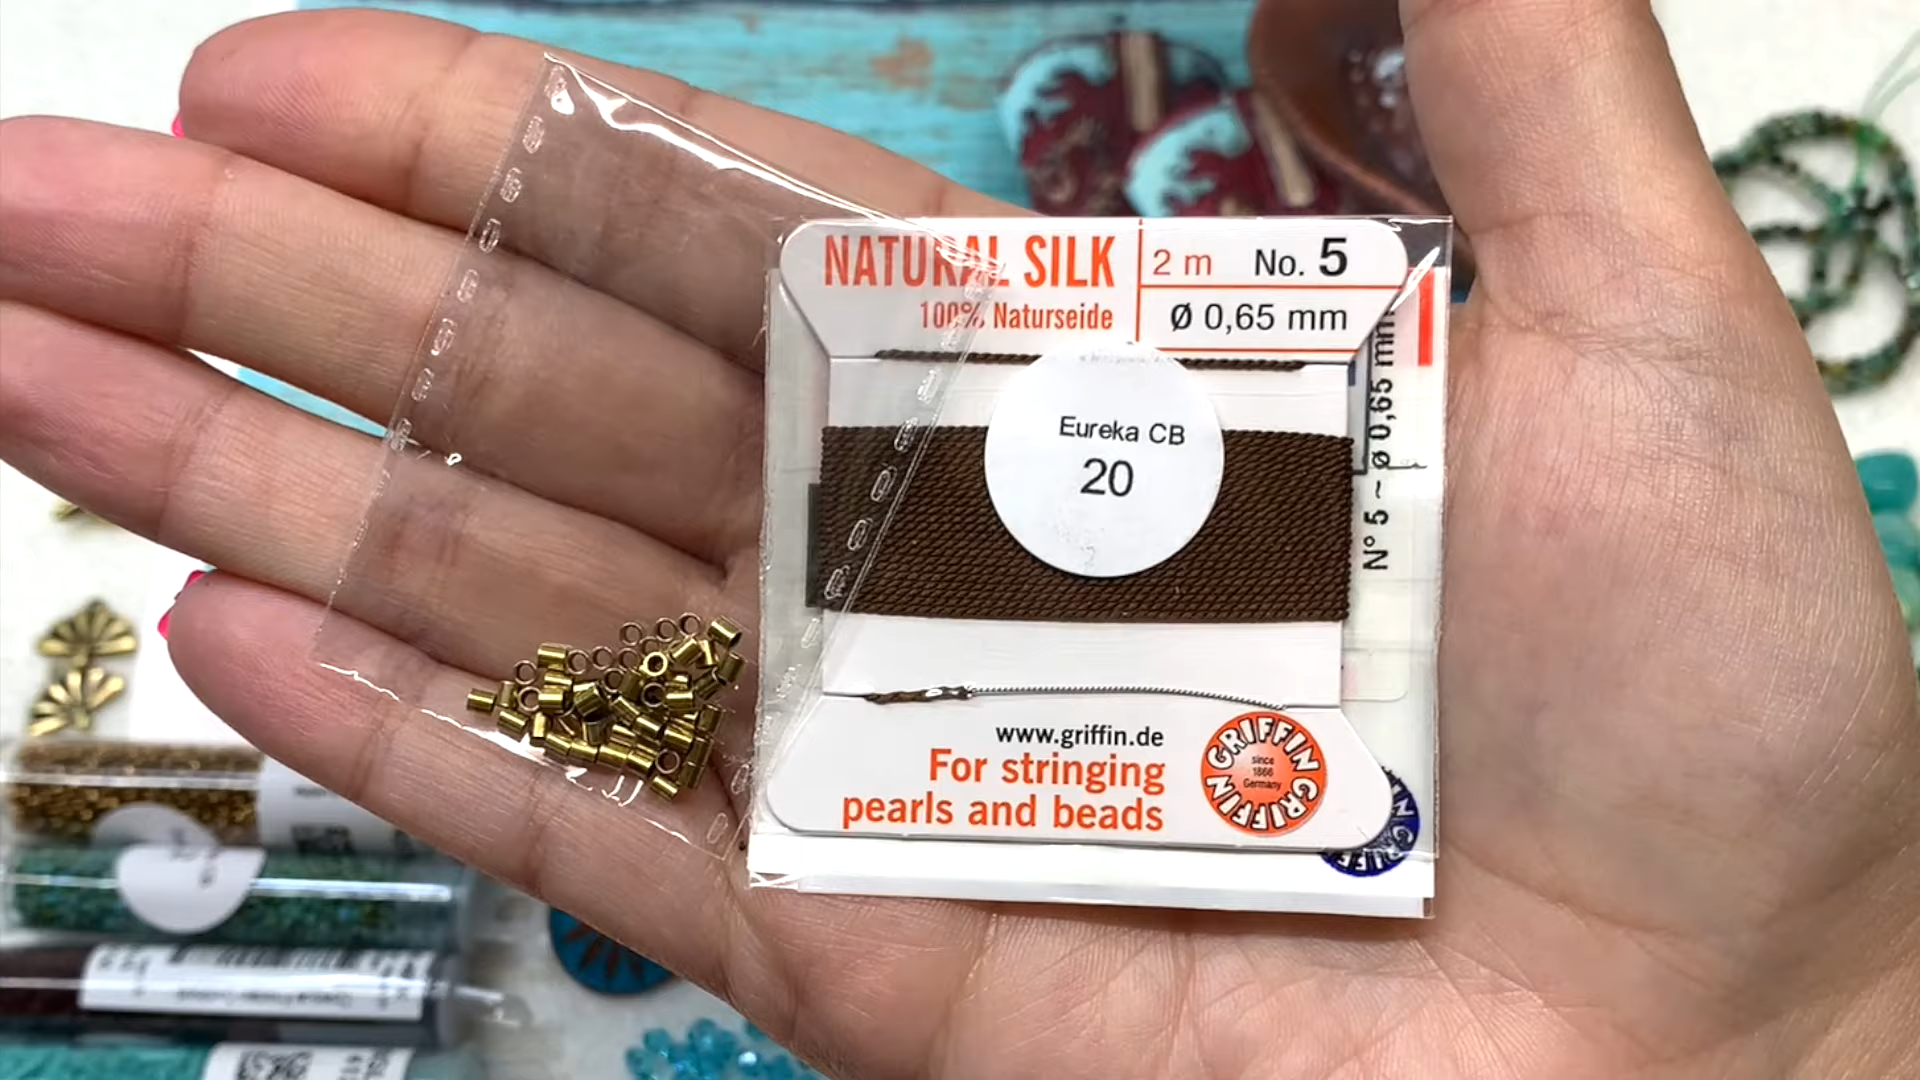 NATURAL SILK
100% Naturseide
2 m No. 5
Ø 0,65 mm
Eureka CB
20
N° 5 ~ ø 0,65 mm
www.griffin.de
For stringing
pearls and beads
GRIFFIN GRIFFIN
since
1866
Germany